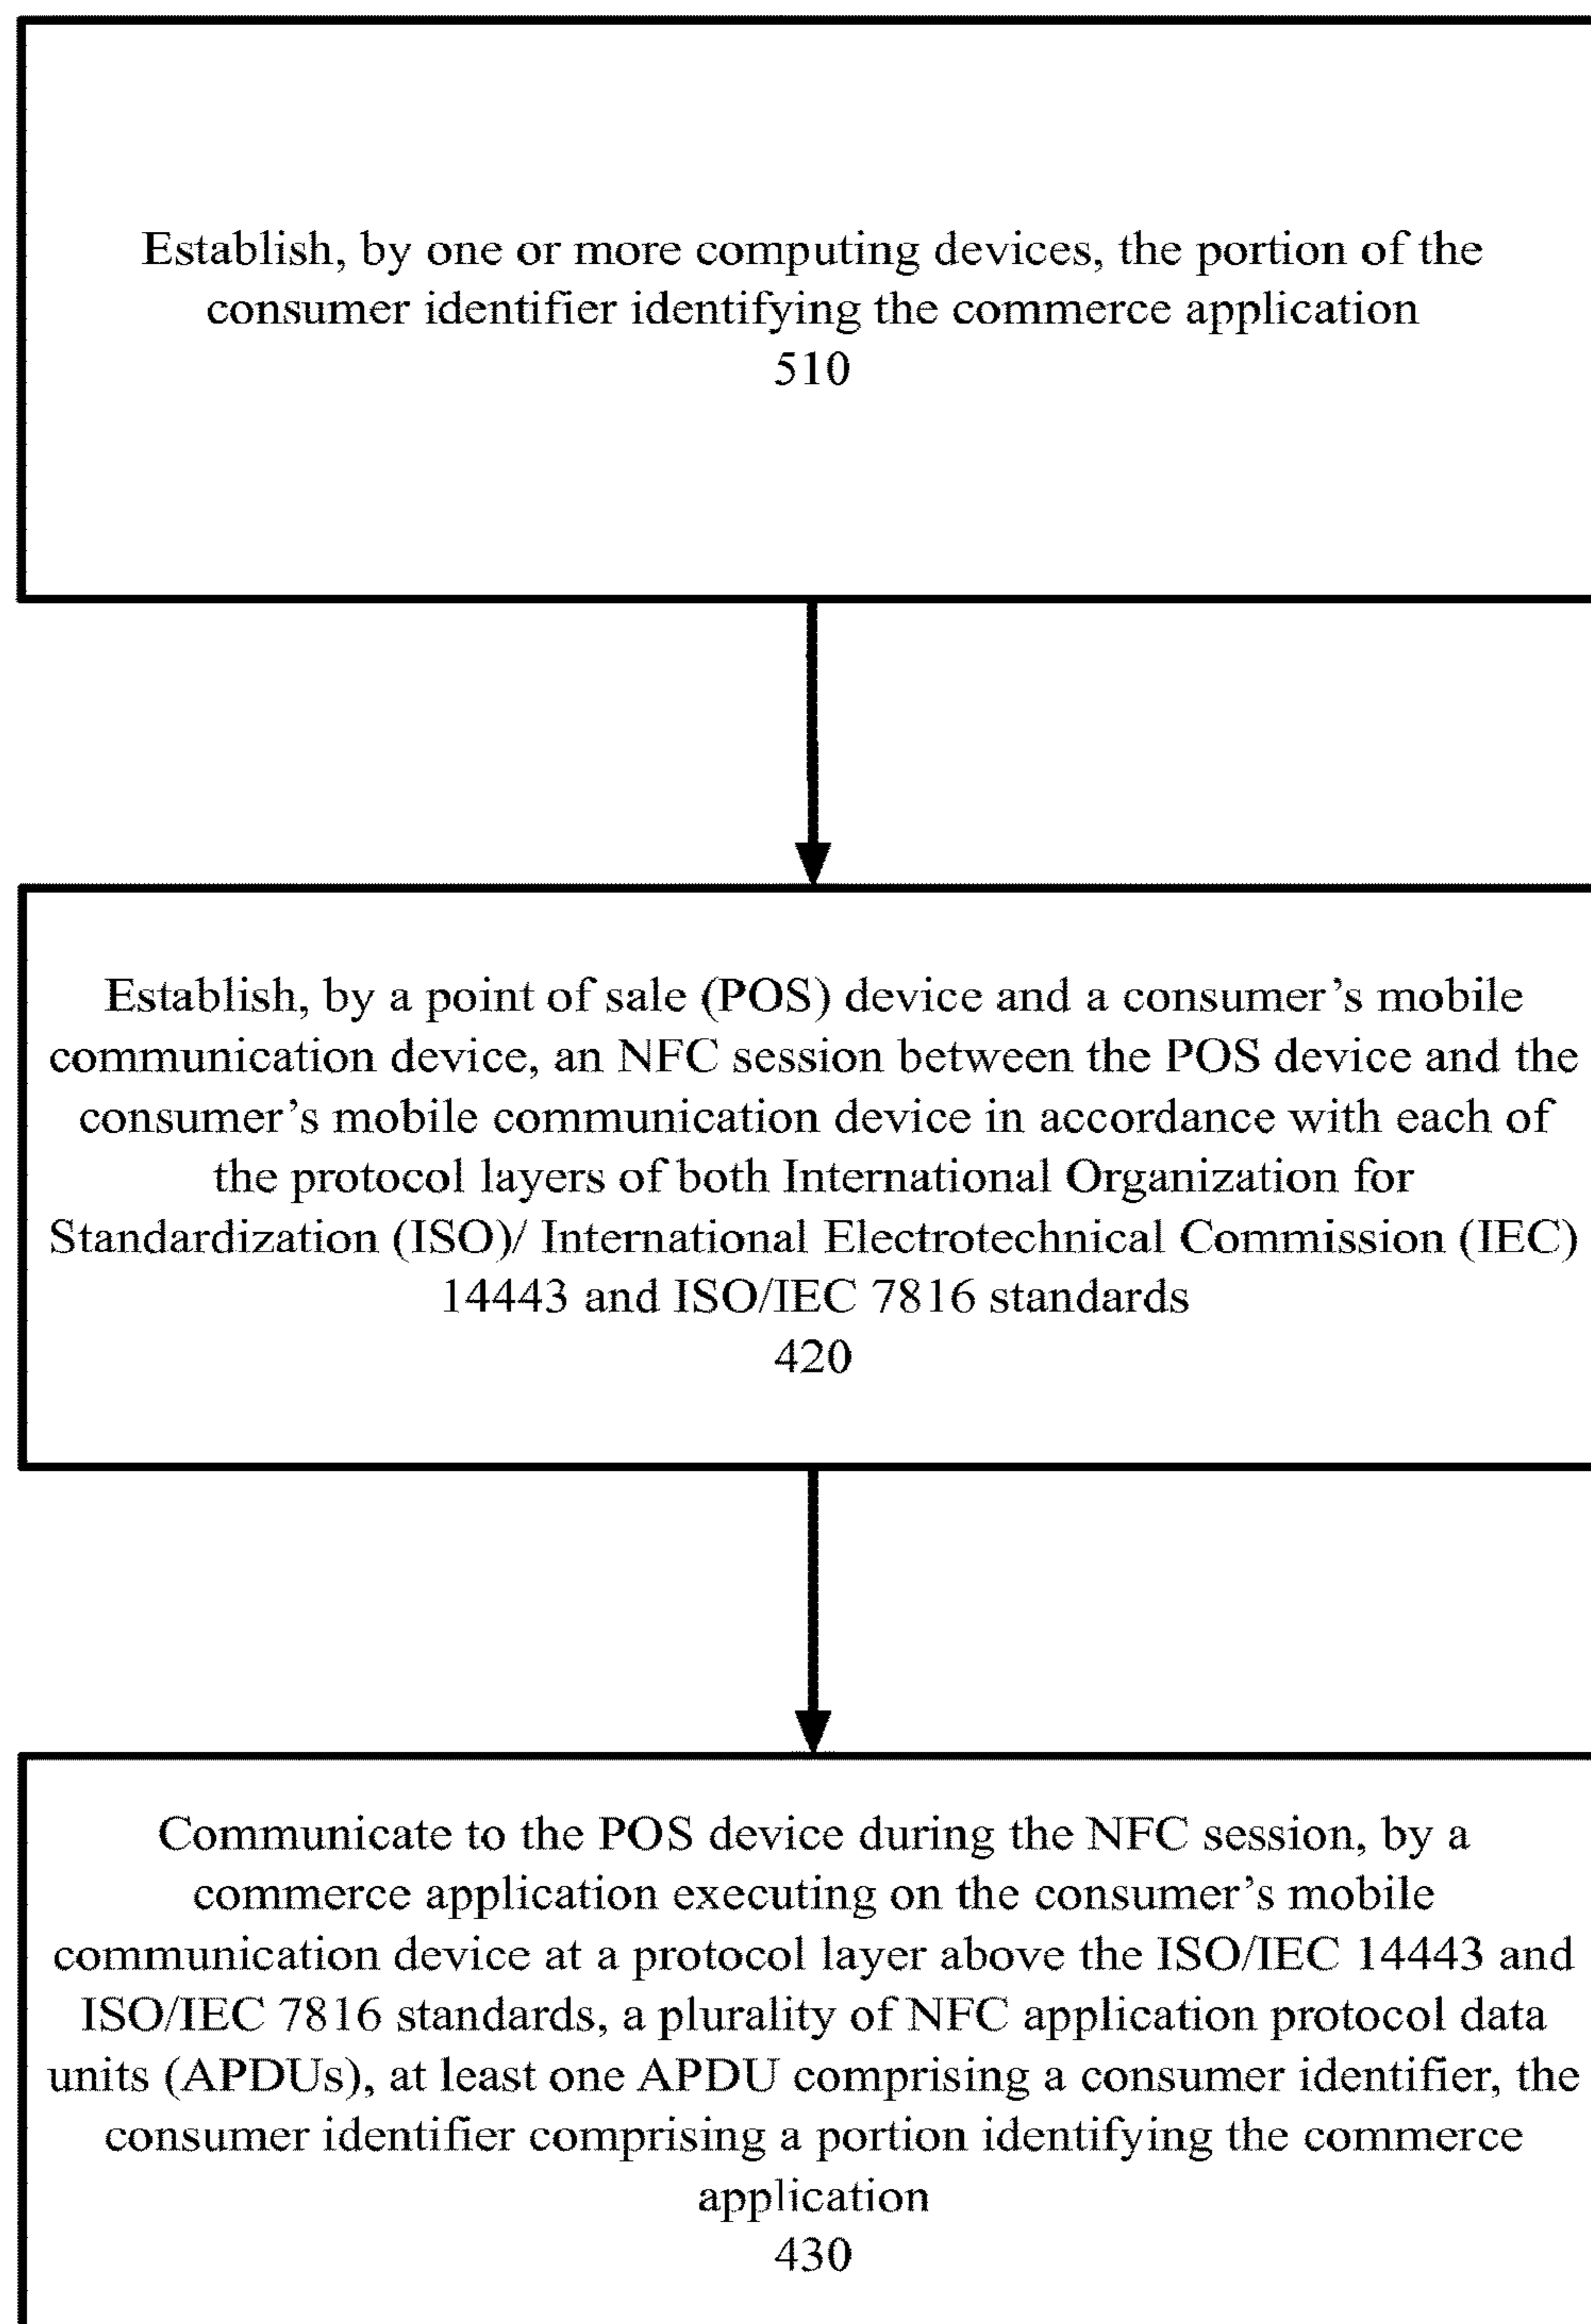 Establish, by one or more computing devices, the portion of the
consumer identifier identifying the commerce application
510
Establish, by a point of sale (POS) device and a consumer’s mobile
communication device, an NFC session between the POS device and the
consumer’s mobile communication device in accordance with each of
the protocol layers of both International Organization for
Standardization (ISO)/ International Electrotechnical Commission (IEC)
14443 and ISO/IEC 7816 standards
420
Communicate to the POS device during the NFC session, by a
commerce application executing on the consumer’s mobile
communication device at a protocol layer above the ISO/IEC 14443 and
ISO/IEC 7816 standards, a plurality of NFC application protocol data
units (APDUs), at least one APDU comprising a consumer identifier, the
consumer identifier comprising a portion identifying the commerce
application
430